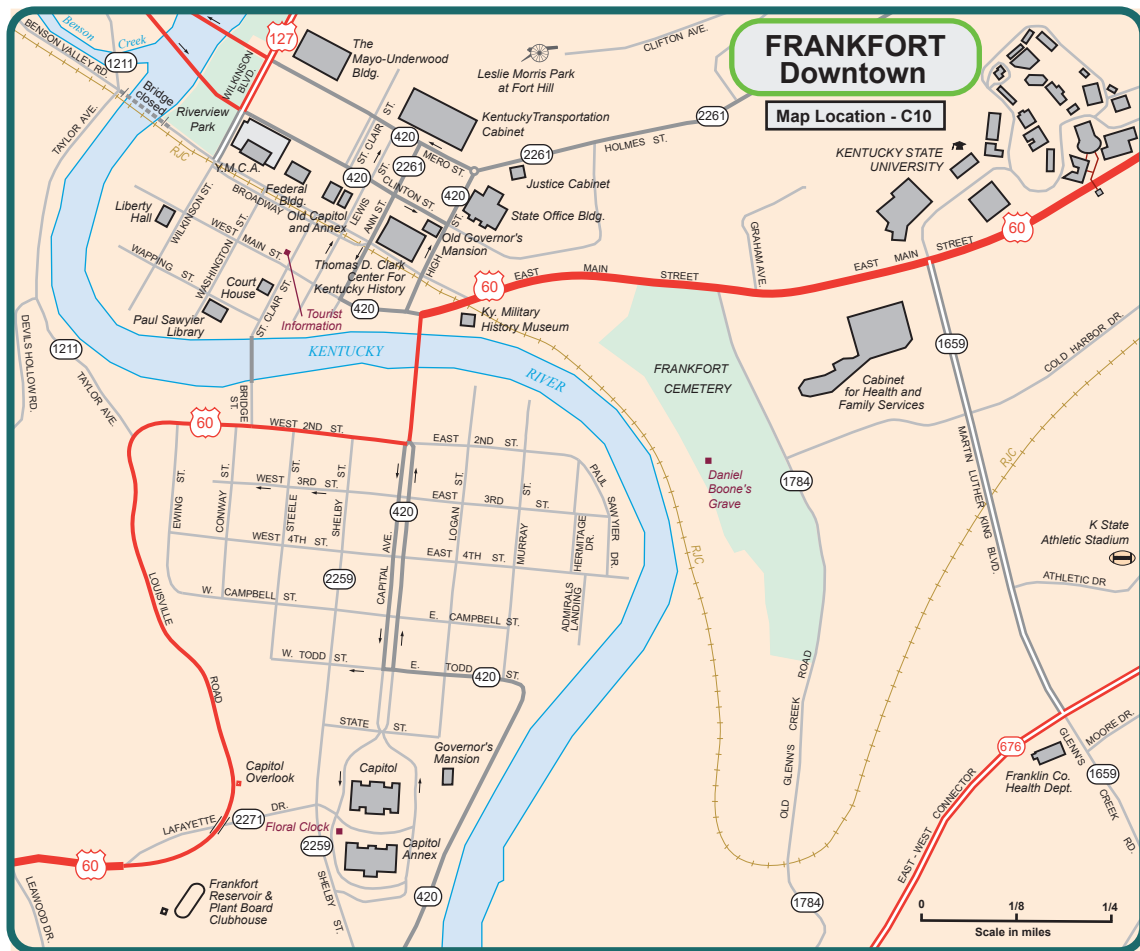 FRANKFORT
Downtown
Map Location - C10
Benson
Creek
BENSON VALLEY RD.
1211
Bridge
closed
TAYLOR AVE.
WILKINSON
BLVD.
127
Riverview
Park
RJC
The
Mayo-Underwood
Bldg.
Leslie Morris Park
at Fort Hill
CLIFTON AVE.
KentuckyTransportation
Cabinet
2261
HOLMES ST.
2261
420
2261
MERO ST.
ST. CLAIR ST.
420
420
CLINTON ST.
Justice Cabinet
State Office Bldg.
Y.M.C.A.
Federal
Bldg.
BROADWAY
Old Capitol
and Annex
LEWIS ST.
ANN ST.
HIGH ST.
Old Governor's
Mansion
Liberty
Hall
WILKINSON ST.
WASHINGTON ST.
WEST MAIN ST.
WAPPING ST.
Court
House
Paul Sawyier
Library
ST. CLAIR ST.
Thomas D. Clark
Center For
Kentucky History
420
Tourist
Information
60
EAST MAIN STREET
Ky. Military
History Museum
KENTUCKY STATE
UNIVERSITY
60
EAST MAIN STREET
GRAHAM AVE.
KENTUCKY
RIVER
FRANKFORT
CEMETERY
Daniel
Boone's
Grave
Cabinet
for Health and
Family Services
1659
COLD HARBOR DR.
MARTIN LUTHER KING BLVD.
RJC
1784
K State
Athletic Stadium
ATHLETIC DR
DEVILS HOLLOW RD.
1211
TAYLOR AVE.
BRIDGE
ST.
60
WEST 2ND ST.
EAST 2ND ST.
WEST 3RD ST.
EAST 3RD ST.
WEST 4TH ST.
EAST 4TH ST.
EWING ST.
CONWAY ST.
STEELE ST.
SHELBY ST.
CAPITAL AVE.
420
LOGAN ST.
MURRAY ST.
HERMITAGE
DR.
PAUL SAWYIER DR.
ADMIRALS
LANDING
RJC
2259
W. CAMPBELL ST.
E. CAMPBELL ST.
W. TODD ST.
E. TODD ST.
420
STATE ST.
LOUISVILLE ROAD
Capitol
Overlook
Capitol
Governor's
Mansion
LAFAYETTE DR.
2271
Floral Clock
2259
Capitol
Annex
SHELBY ST.
420
60
LEAWOOD DR.
Frankfort
Reservoir &
Plant Board
Clubhouse
OLD GLENN'S CREEK ROAD
1784
EAST - WEST CONNECTOR
676
Franklin Co.
Health Dept.
MOORE DR.
1659
GLENN'S CREEK RD.
0 1/8 1/4
Scale in miles